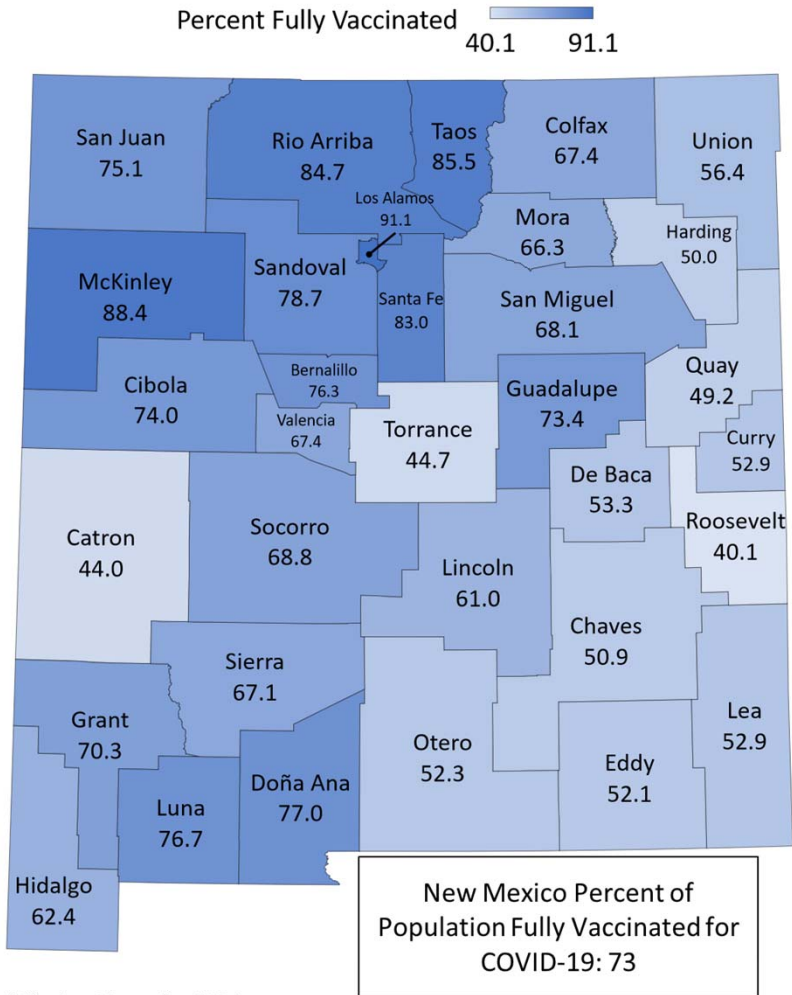 Percent Fully Vaccinated
40.1 91.1
San Juan
75.1
Rio Arriba
84.7
Taos
85.5
Colfax
67.4
Union
56.4
Los Alamos
91.1
Mora
66.3
Harding
50.0
McKinley
88.4
Sandoval
78.7
Santa Fe
83.0
San Miguel
68.1
Quay
49.2
Cibola
74.0
Bernalillo
76.3
Valencia
67.4
Torrance
44.7
Guadalupe
73.4
Curry
52.9
De Baca
53.3
Roosevelt
40.1
Catron
44.0
Socorro
68.8
Lincoln
61.0
Chaves
50.9
Sierra
67.1
Grant
70.3
Otero
52.3
Lea
52.9
Eddy
52.1
Luna
76.7
Doña Ana
77.0
Hidalgo
62.4
New Mexico Percent of
Population Fully Vaccinated for
COVID-19: 73